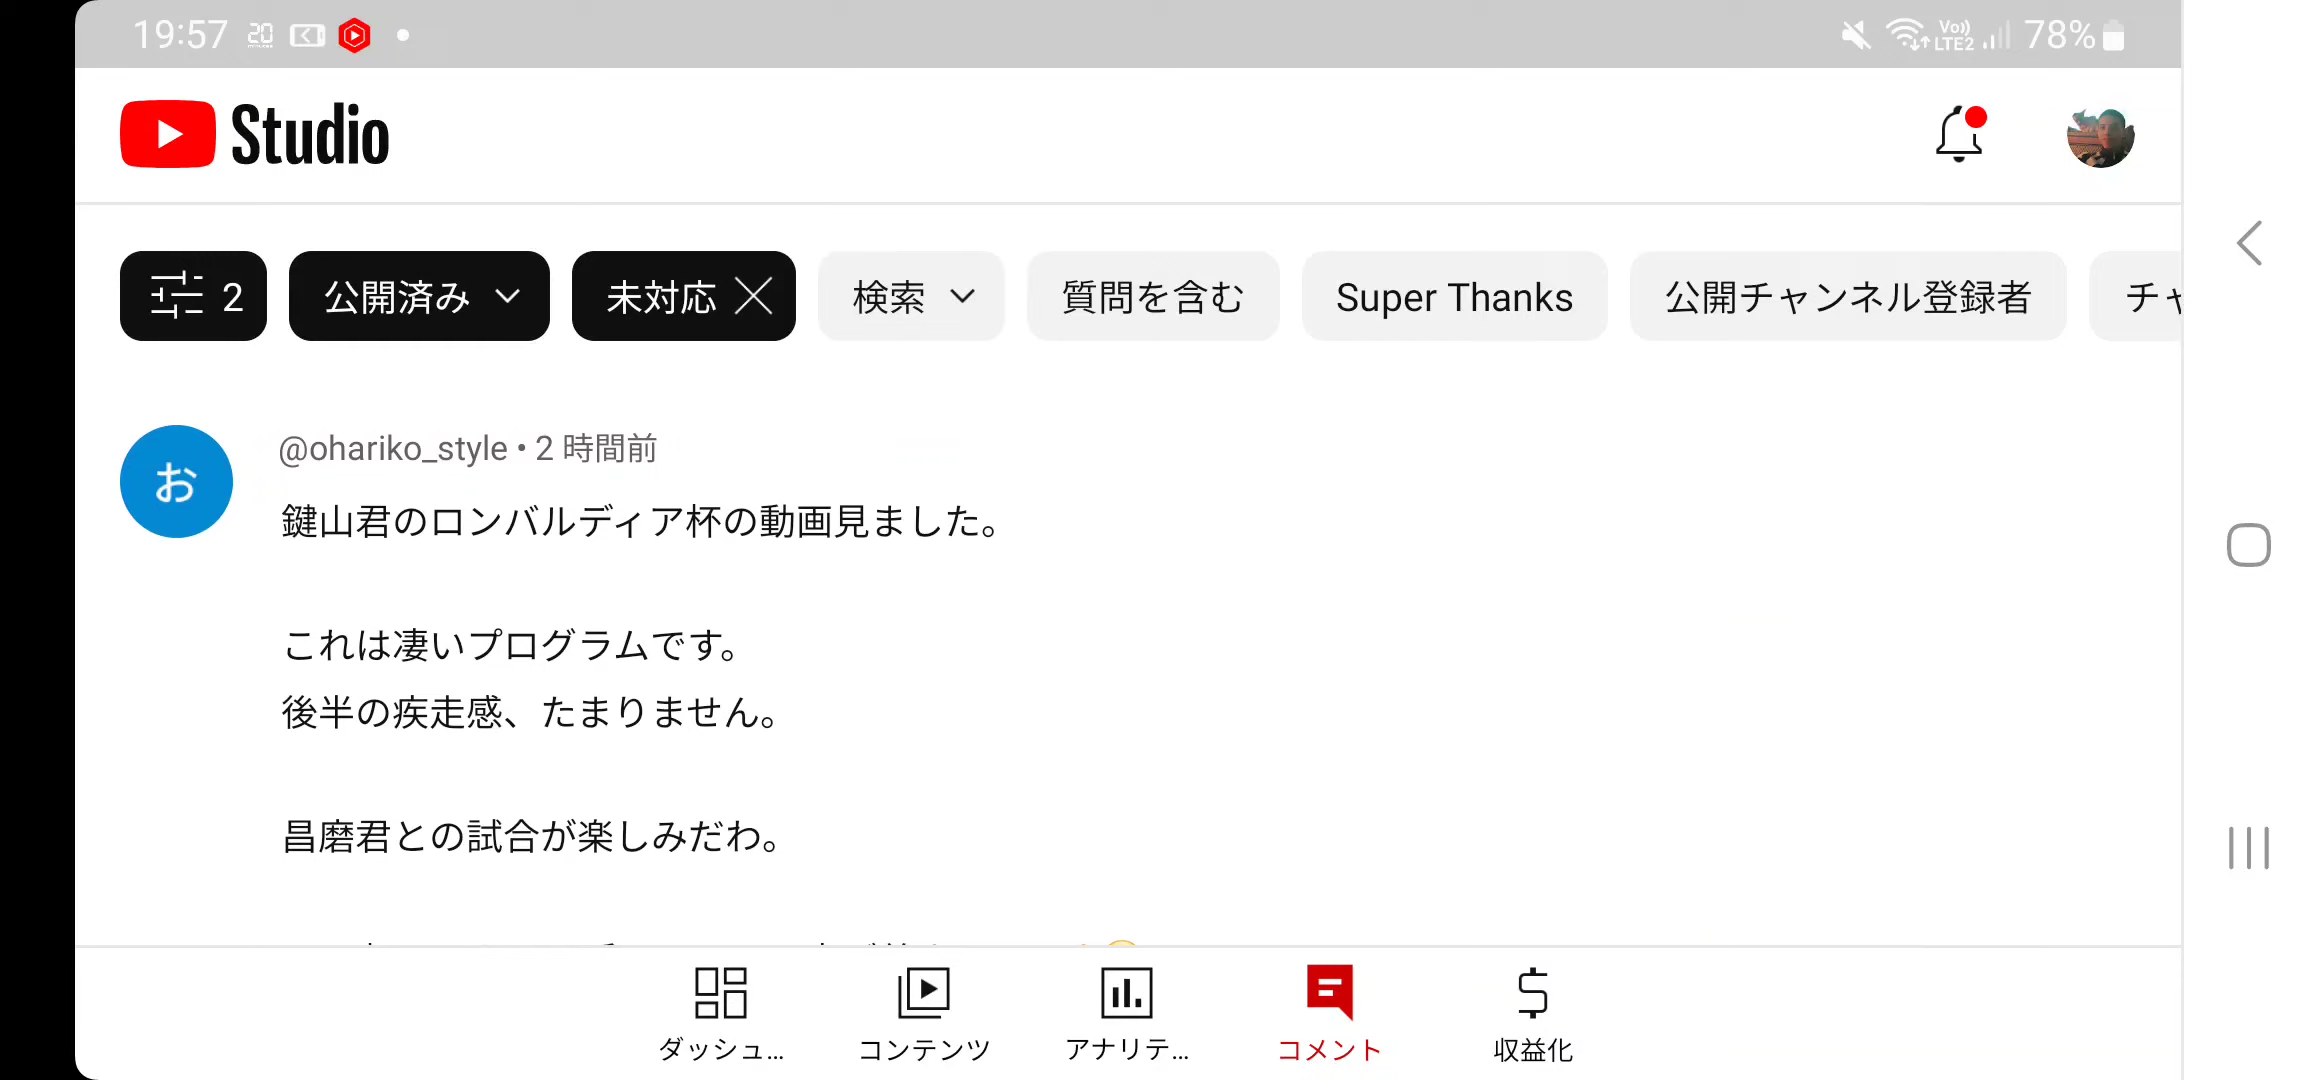 19:57
78%
Studio
2
公開済み
未対応
検索
質問を含む
Super Thanks
公開チャンネル登録者
チャ
お
@ohariko_style • 2 時間前
鍵山君のロンバルディア杯の動画見ました。
これは凄いプログラムです。
後半の疾走感、たまりません。
昌磨君との試合が楽しみだわ。
ダッシュ...
コンテンツ
アナリテ...
コメント
収益化